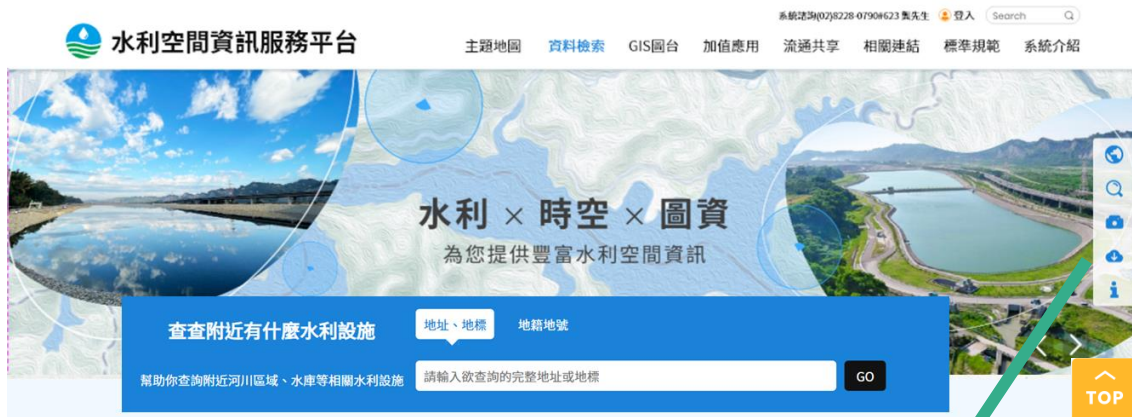 系統諮詢(02)8228-0790#623 製先生 登入 Search
水利空間資訊服務平台
主題地圖 資料檢索 GIS圖台 加值應用 流通共享 相關連結 標準規範 系統介紹
水利 × 時空 × 圖資
為您提供豐富水利空間資訊
查查附近有什麼水利設施 地址、地標 地籍地號
幫助你查詢附近河川區域、水庫等相關水利設施 請輸入欲查詢的完整地址或地標 GO
TOP